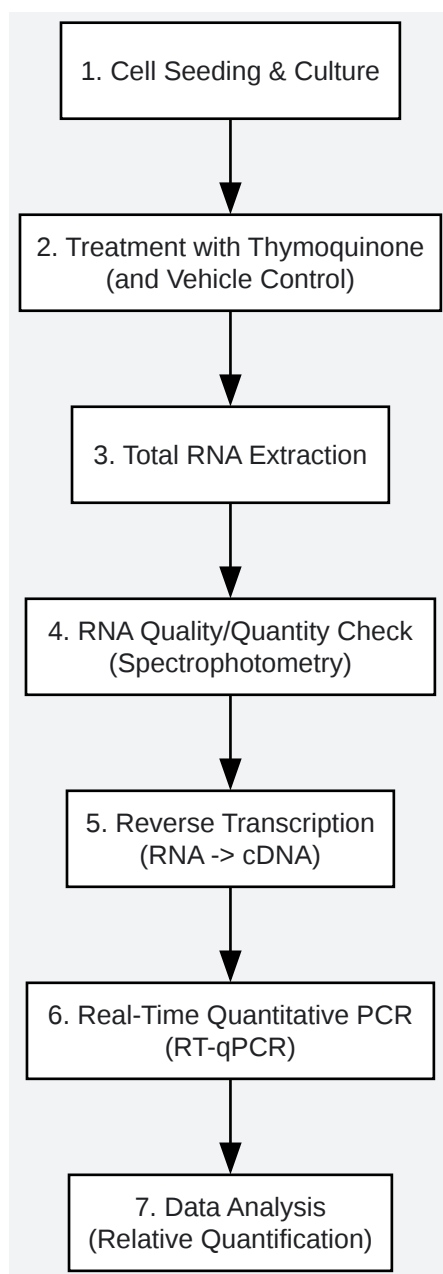 1. Cell Seeding & Culture
2. Treatment with Thymoquinone
(and Vehicle Control)
3. Total RNA Extraction
4. RNA Quality/Quantity Check
(Spectrophotometry)
5. Reverse Transcription
(RNA -> cDNA)
6. Real-Time Quantitative PCR
(RT-qPCR)
7. Data Analysis
(Relative Quantification)